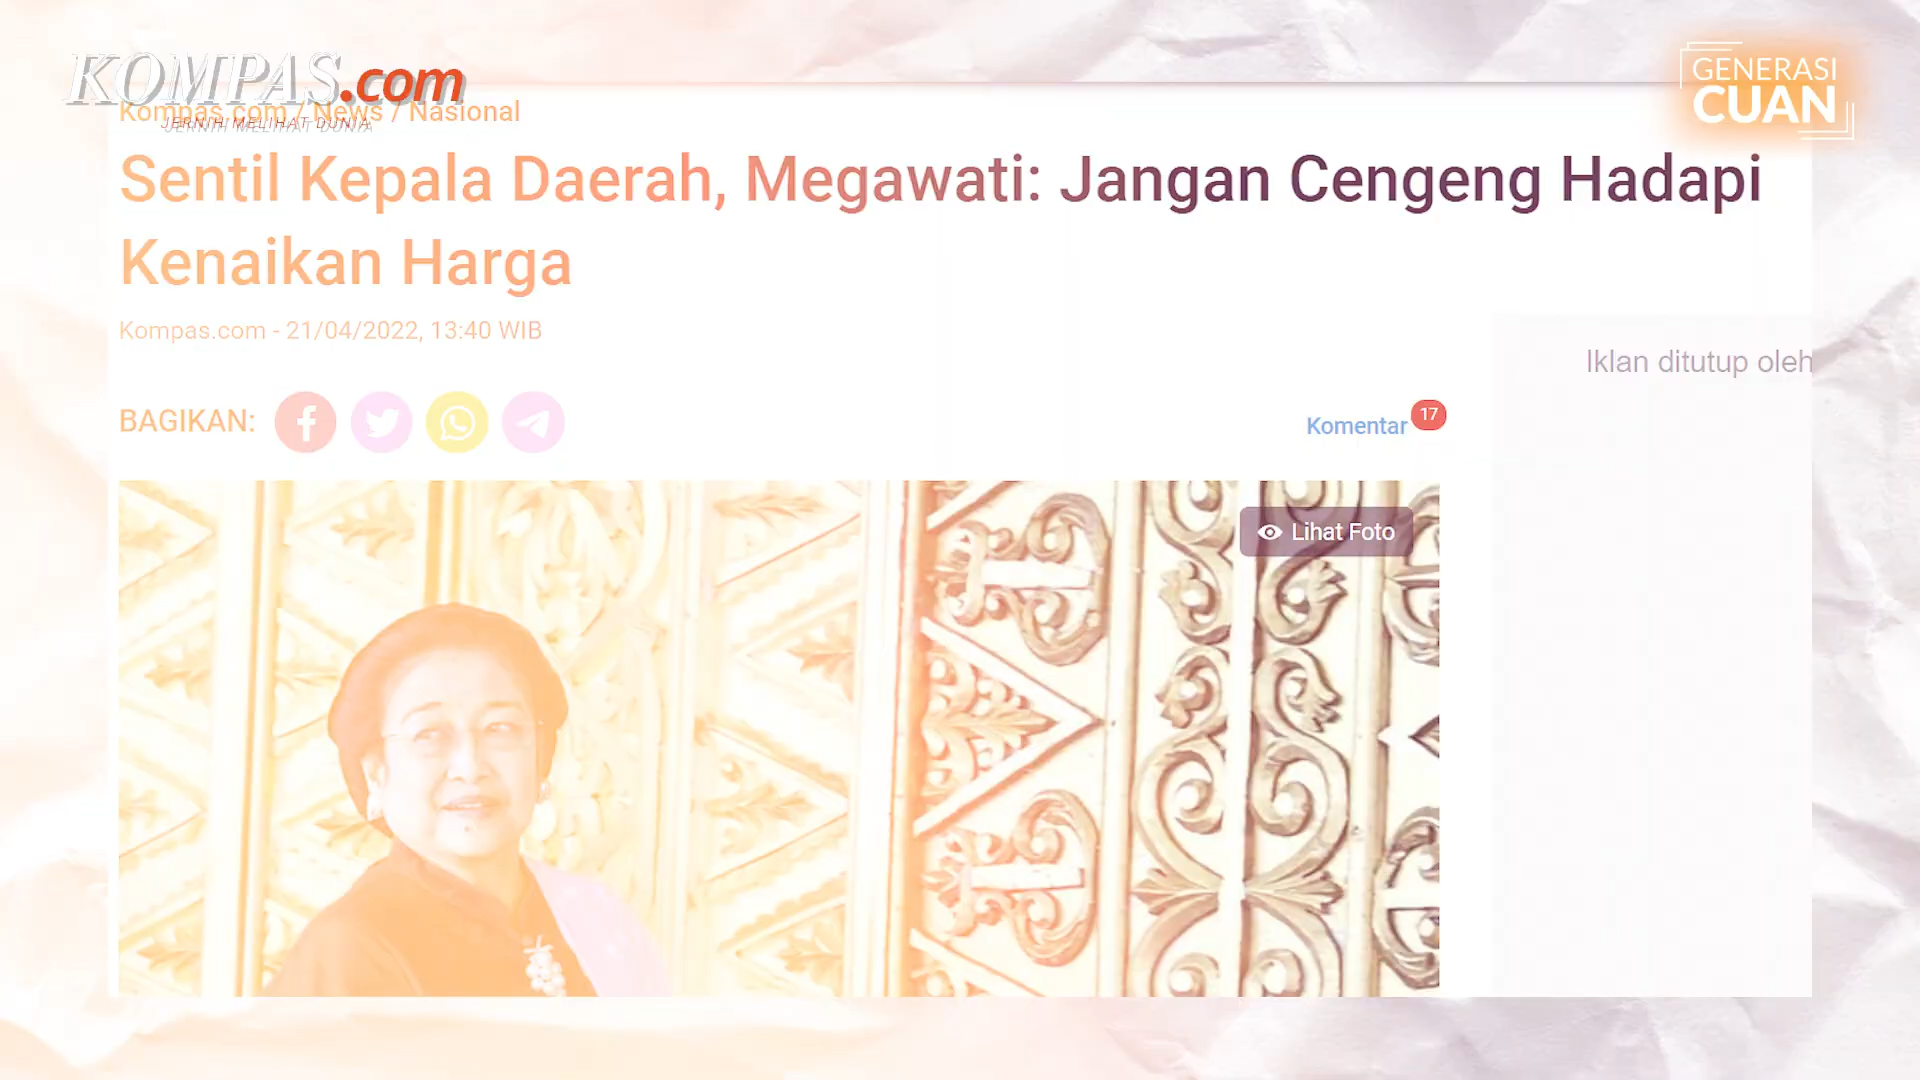 KOMPAS.com
JERNIH MELIHAT DUNIA
GENERASI
CUAN
Kompas.com / News / Nasional
Sentil Kepala Daerah, Megawati: Jangan Cengeng Hadapi
Kenaikan Harga
Kompas.com - 21/04/2022, 13:40 WIB
Iklan ditutup oleh
BAGIKAN:
Komentar 17
Lihat Foto